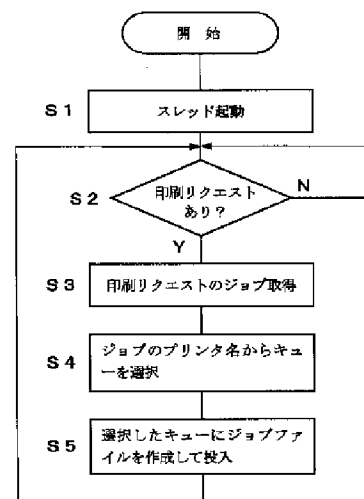 開 始
S1
スレッド起動
S2
印刷リクエスト
あり？
N
Y
S3
印刷リクエストのジョブ取得
S4
ジョブのプリンタ名からキュ
ーを選択
S5
選択したキューにジョブファ
イルを作成して投入